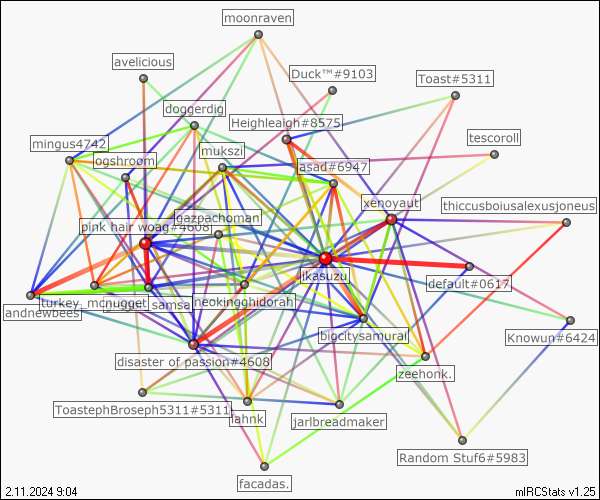 moonraven
avelicious
Duck™#9103
Toast#5311
doggerdig
Heighleaigh#8575
tescoroll
mingus4742
mukszi
ogshroom
asad#6947
xenoyaut
thiccusboiusalexusjoneus
gazpachoman
pink hair woag#4608
ikasuzu
default#0617
andnewbees
turkey_mcnugget
samsa
neokingghidorah
bigcitysamurai
Knowun#6424
disaster of passion#4608
zeehonk.
ToastephBroseph5311#5311
lahnk
jarlbreadmaker
Random Stuf6#5983
facadas.
2.11.2024 9:04
mIRCStats v1.25